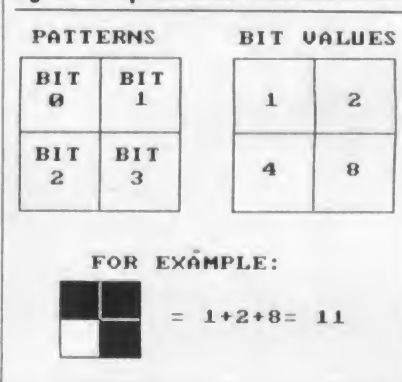 PATTERNS BIT VALUES
BIT BIT 1 2
0 1
BIT BIT 4 8
2 3
FOR EXAMPLE:
= 1+2+8= 11